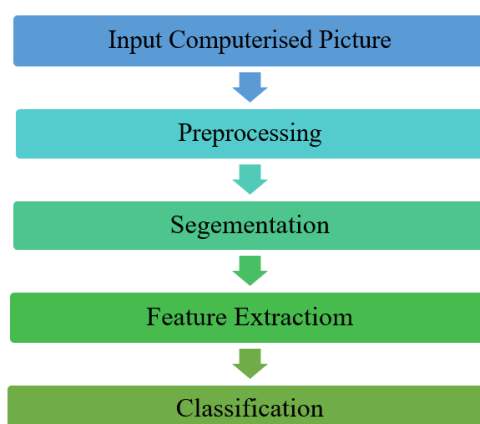 Input Computerised Picture
Preprocessing
Segementation
Feature Extractiom
Classification